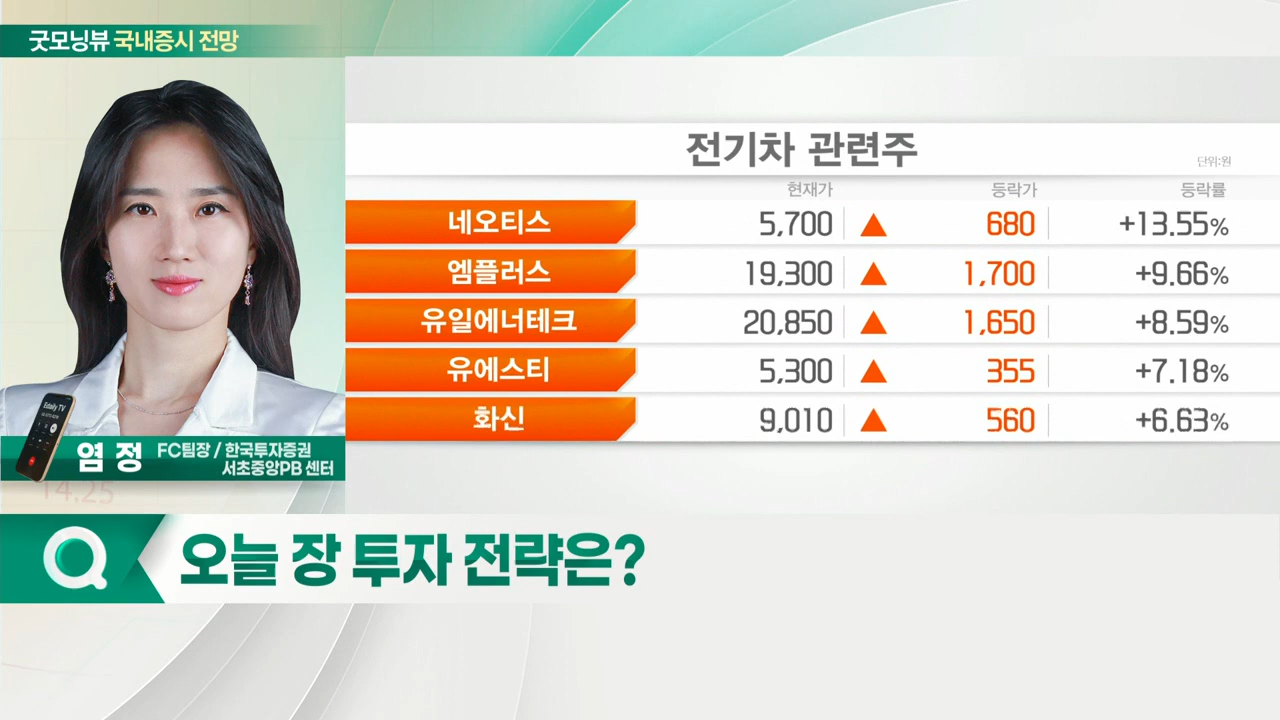 굿모닝뷰 국내증시 전망
전기차 관련주
단위:원
현재가 등락가 등락률
네오티스 5,700 ▲ 680 +13.55%
엠플러스 19,300 ▲ 1,700 +9.66%
유일에너테크 20,850 ▲ 1,650 +8.59%
유에스티 5,300 ▲ 355 +7.18%
화신 9,010 ▲ 560 +6.63%
Edaily TV
염 정 FC팀장 / 한국투자증권
서초중앙PB 센터
14.25
오늘 장 투자 전략은?